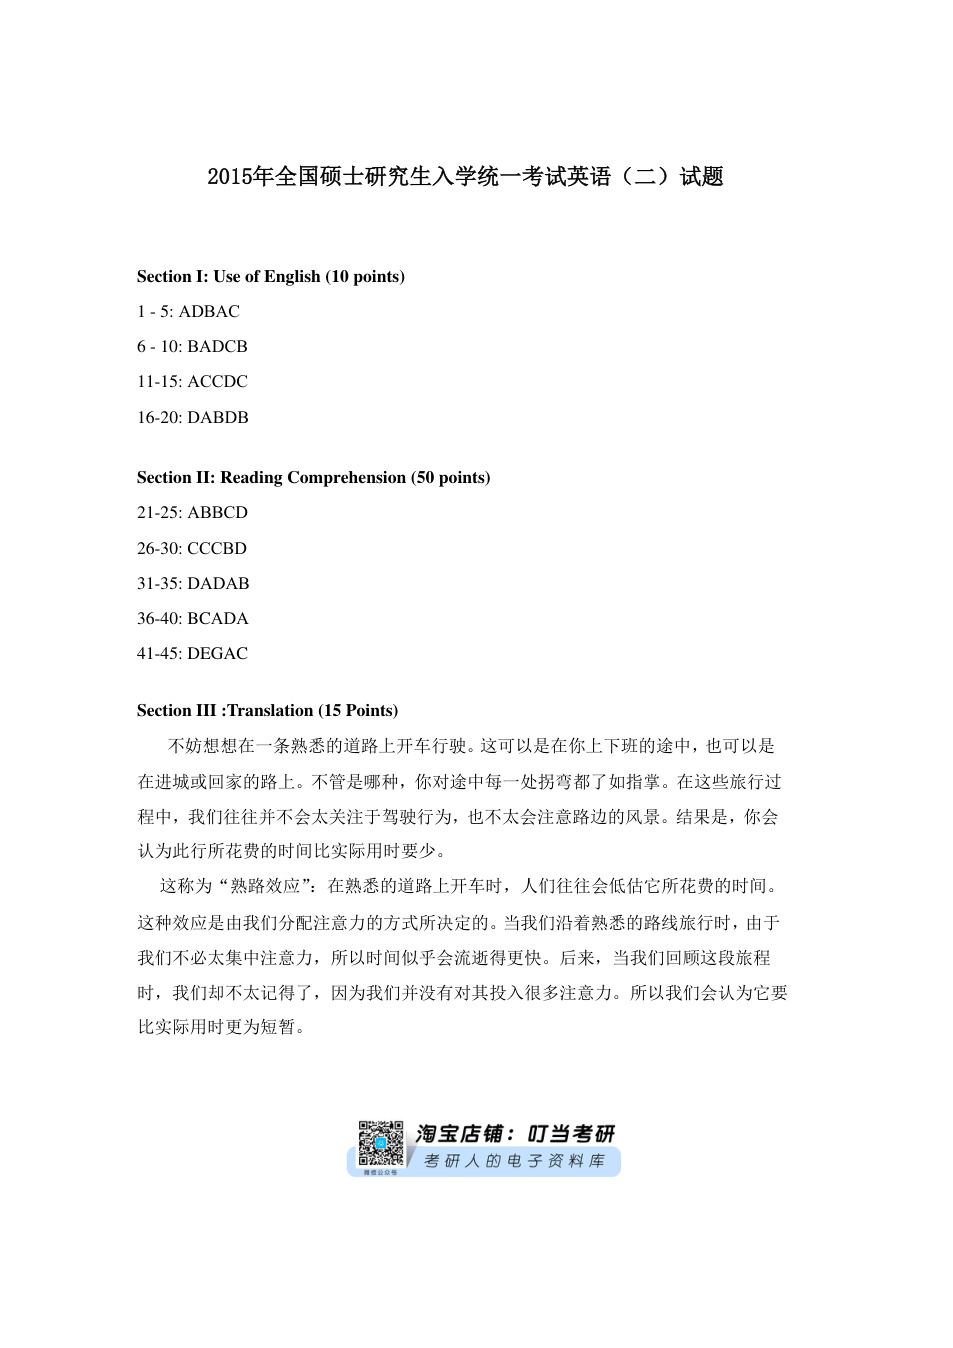 2015年全国硕士研究生入学统一考试英语（二）试题
Section I: Use of English (10 points)
1 - 5: ADBAC
6 - 10: BADCB
11-15: ACCDC
16-20: DABDB
Section II: Reading Comprehension (50 points)
21-25: ABBCD
26-30: CCCBD
31-35: DADAB
36-40: BCADA
41-45: DEGAC
Section III :Translation (15 Points)
不妨想想在一条熟悉的道路上开车行驶。这可以是在你上下班的途中，也可以是
在进城或回家的路上。不管是哪种，你对途中每一处拐弯都了如指掌。在这些旅行过
程中，我们往往并不会太关注于驾驶行为，也不太会注意路边的风景。结果是，你会
认为此行所花费的时间比实际用时要少。
这称为“熟路效应”：在熟悉的道路上开车时，人们往往会低估它所花费的时间。
这种效应是由我们分配注意力的方式所决定的。当我们沿着熟悉的路线旅行时，由于
我们不必太集中注意力，所以时间似乎会流逝得更快。后来，当我们回顾这段旅程
时，我们却不太记得了，因为我们并没有对其投入很多注意力。所以我们会认为它要
比实际用时更为短暂。
淘宝店铺：叮当考研
考研人的电子资料库
微信公众号